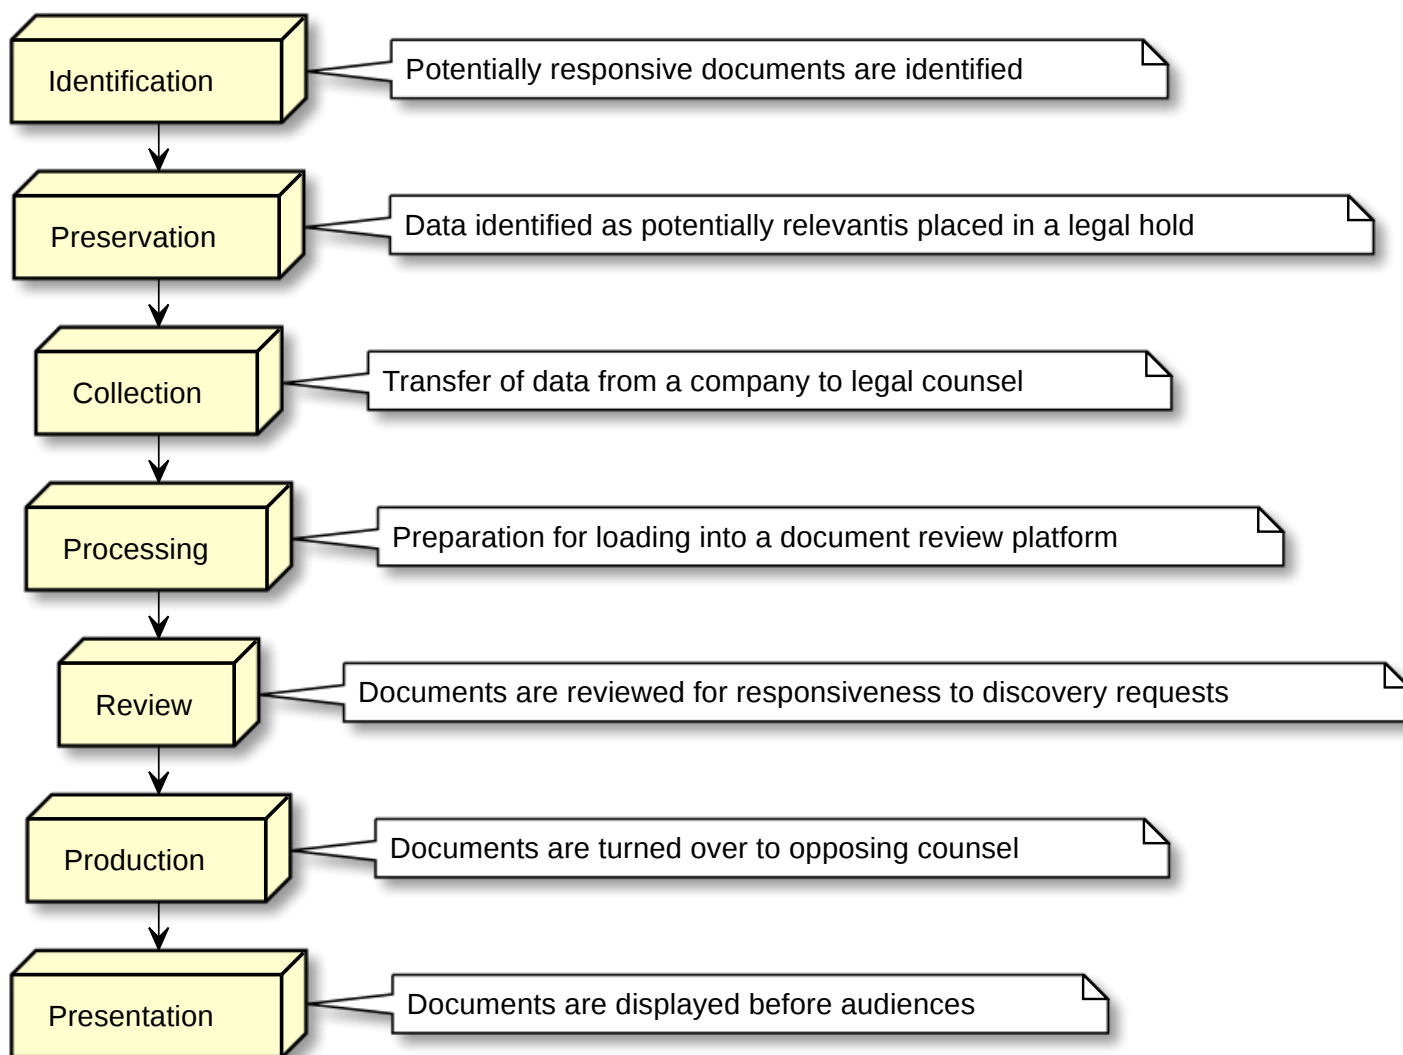 Identification
Potentially responsive documents are identified
Preservation
Data identified as potentially relevantis placed in a legal hold
Collection
Transfer of data from a company to legal counsel
Processing
Preparation for loading into a document review platform
Review
Documents are reviewed for responsiveness to discovery requests
Production
Documents are turned over to opposing counsel
Presentation
Documents are displayed before audiences